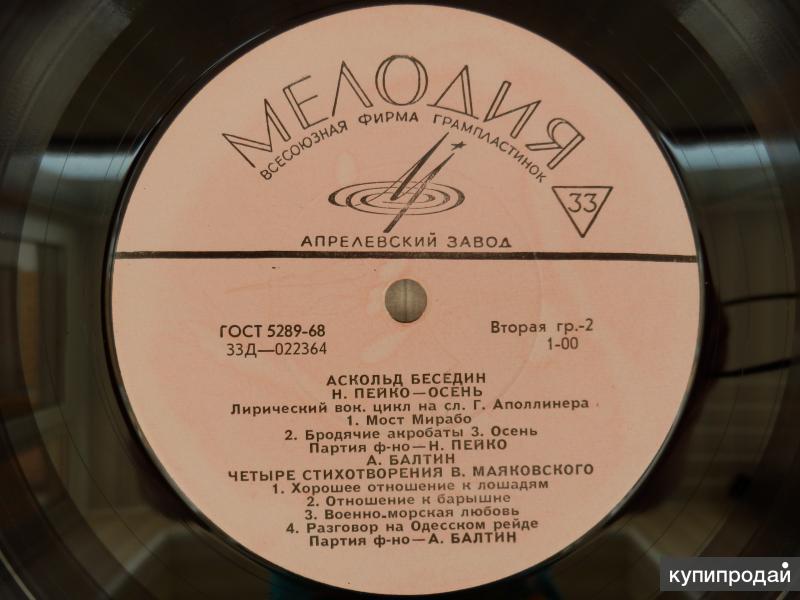 МЕЛОДИЯ
ВСЕСОЮЗНАЯ ФИРМА ГРАМПЛАСТИНОК
33
АПРЕЛЕВСКИЙ ЗАВОД
ГОСТ 5289-68
Вторая гр.-2
33Д—022364
1-00
АСКОЛЬД БЕСЕДИН
Н. ПЕЙКО—ОСЕНЬ
Лирический вок. цикл на сл. Г. Аполлинера
1. Мост Мирабо
2. Бродячие акробаты 3. Осень
Партия ф-но—Н. ПЕЙКО
А. БАЛТИН
ЧЕТЫРЕ СТИХОТВОРЕНИЯ В. МАЯКОВСКОГО
1. Хорошее отношение к лошадям
2. Отношение к барышне
3. Военно-морская любовь
4. Разговор на Одесском рейде
Партия ф-но—А. БАЛТИН
купипродай